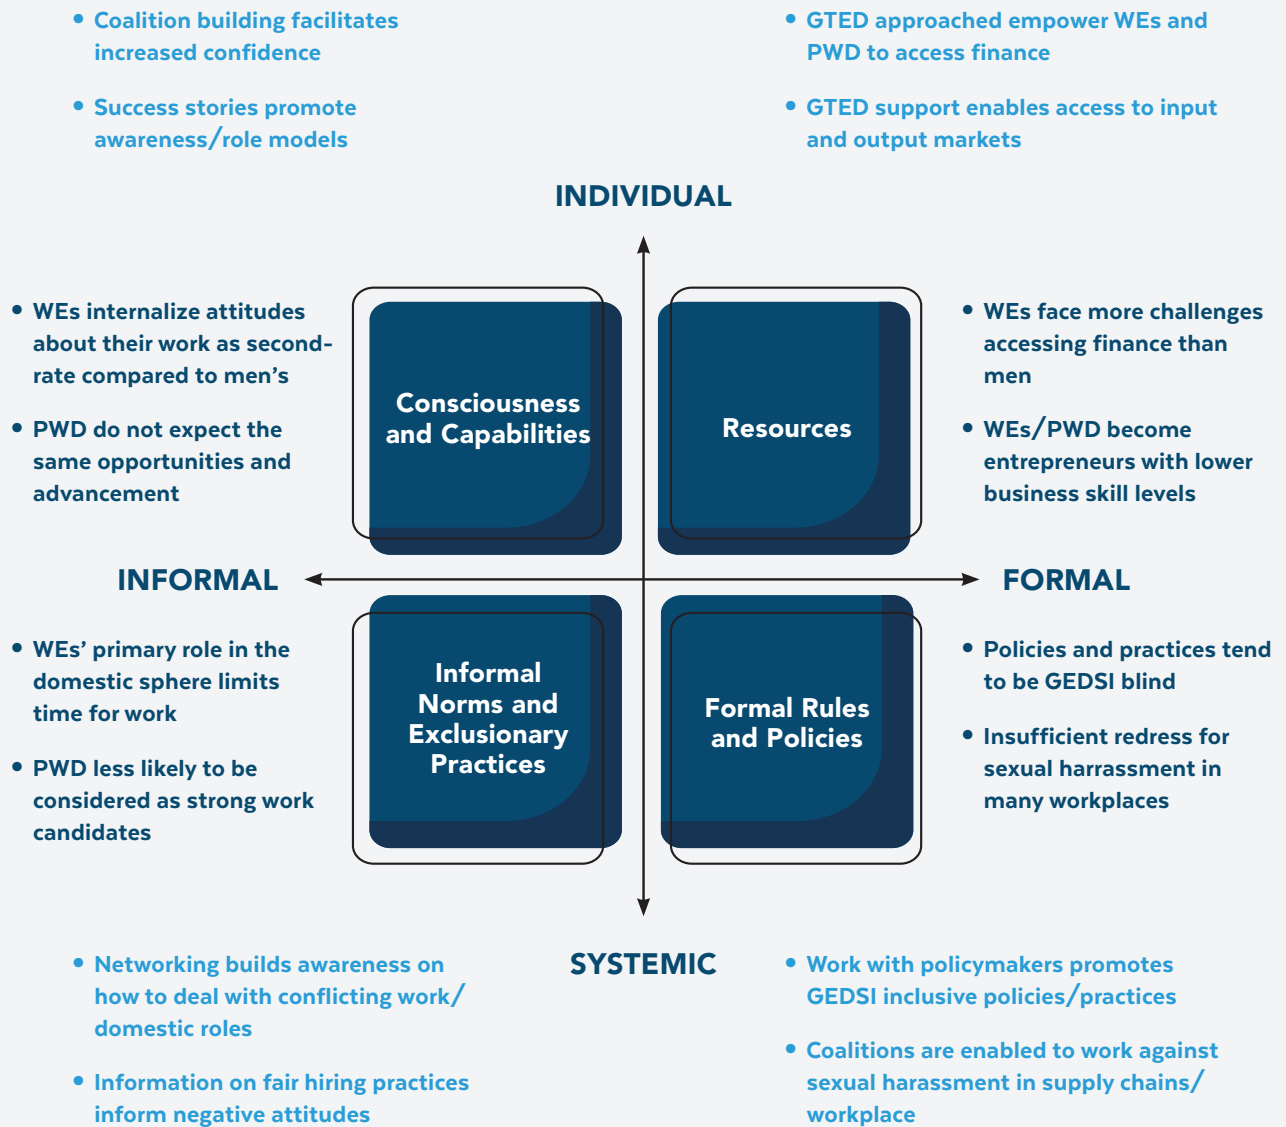 • Coalition building facilitates
increased confidence
• Success stories promote
awareness/role models
• GTED approached empower WEs and
PWD to access finance
• GTED support enables access to input
and output markets
INDIVIDUAL
• WEs internalize attitudes
about their work as second-
rate compared to men’s
• PWD do not expect the
same opportunities and
advancement
Consciousness
and Capabilities
Resources
• WEs face more challenges
accessing finance than
men
• WEs/PWD become
entrepreneurs with lower
business skill levels
INFORMAL
FORMAL
• WEs’ primary role in the
domestic sphere limits
time for work
• PWD less likely to be
considered as strong work
candidates
Informal
Norms and
Exclusionary
Practices
Formal Rules
and Policies
• Policies and practices tend
to be GEDSI blind
• Insufficient redress for
sexual harrassment in
many workplaces
SYSTEMIC
• Networking builds awareness on
how to deal with conflicting work/
domestic roles
• Information on fair hiring practices
inform negative attitudes
• Work with policymakers promotes
GEDSI inclusive policies/practices
• Coalitions are enabled to work against
sexual harassment in supply chains/
workplace